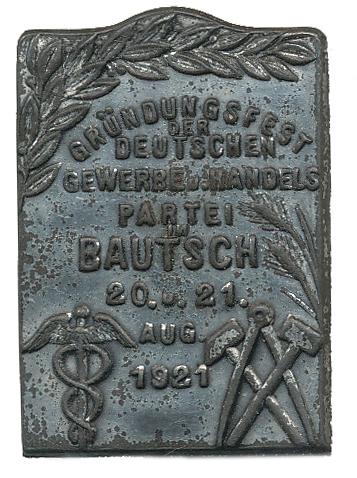 GRÜNDUNGSFEST
DER
DEUTSCHEN
GEWERBE u. HANDELS
PARTEI
IN
BAUTSCH
20. u. 21.
AUG.
1921